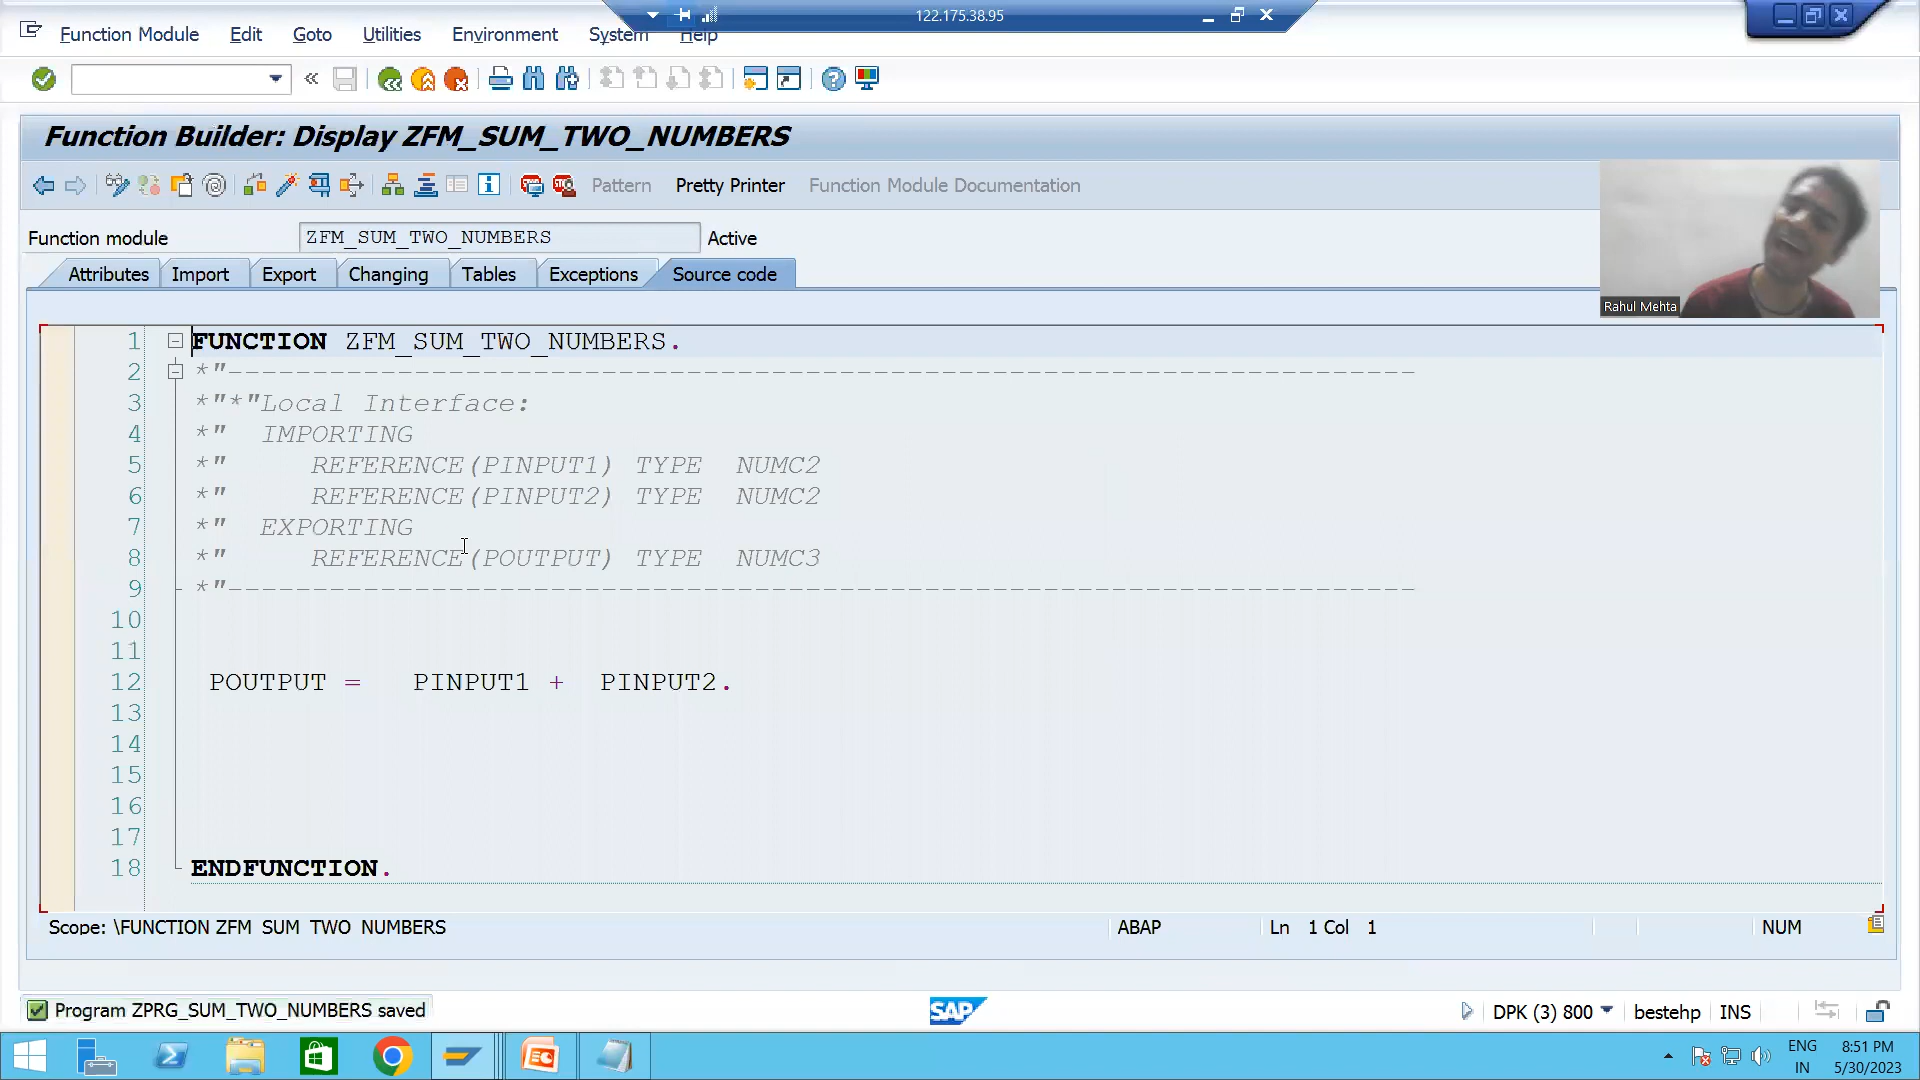 122.175.38.95
Function Module Edit Goto Utilities Environment System Help
Function Builder: Display ZFM_SUM_TWO_NUMBERS
Pattern Pretty Printer Function Module Documentation
Function module ZFM_SUM_TWO_NUMBERS Active
Attributes Import Export Changing Tables Exceptions Source code
Rahul Mehta
1 FUNCTION ZFM_SUM_TWO_NUMBERS.
2 *"----------------------------------------------------------------------
3 *"*"Local Interface:
4 *"  IMPORTING
5 *"     REFERENCE(PINPUT1) TYPE  NUMC2
6 *"     REFERENCE(PINPUT2) TYPE  NUMC2
7 *"  EXPORTING
8 *"     REFERENCE(POUTPUT) TYPE  NUMC3
9 *"----------------------------------------------------------------------
10
11
12 POUTPUT =   PINPUT1 +  PINPUT2.
13
14
15
16
17
18 ENDFUNCTION.
Scope: \FUNCTION ZFM_SUM_TWO_NUMBERS ABAP Ln 1 Col 1 NUM
Program ZPRG_SUM_TWO_NUMBERS saved SAP DPK (3) 800 bestehp INS
ENG 8:51 PM
IN 5/30/2023